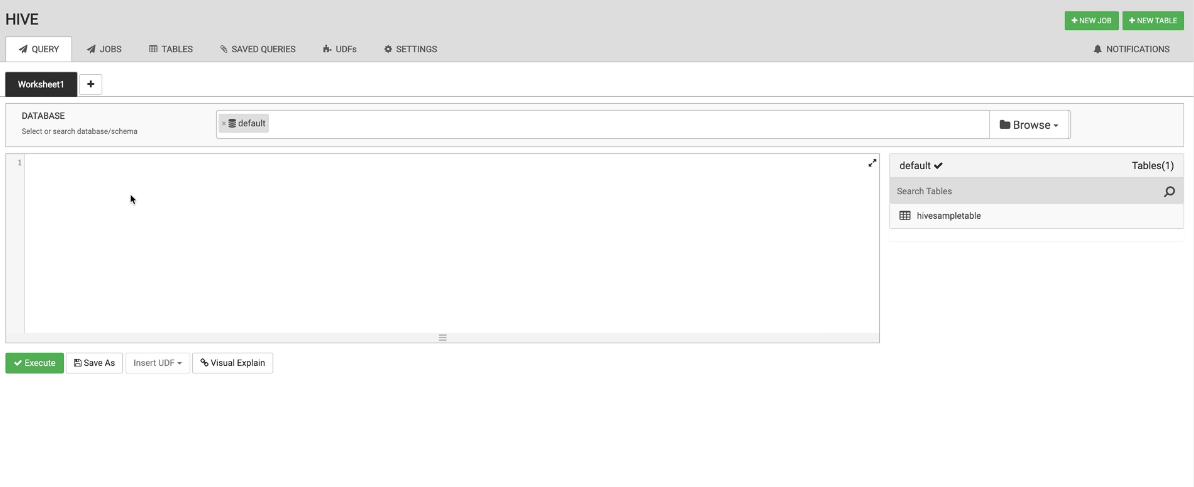 HIVE
NEW JOB NEW TABLE
QUERY JOBS TABLES SAVED QUERIES UDFs SETTINGS NOTIFICATIONS
Worksheet1 +
DATABASE
Select or search database/schema
× default
Browse
1
default Tables(1)
Search Tables
hivesampletable
Execute Save As Insert UDF Visual Explain